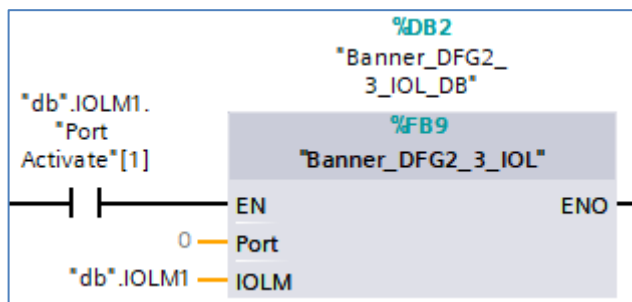 %DB2
"Banner_DFG2_
3_IOL_DB"
"db".IOLM1.
"Port
Activate"[1]
%FB9
"Banner_DFG2_3_IOL"
EN
ENO
0
Port
"db".IOLM1
IOLM